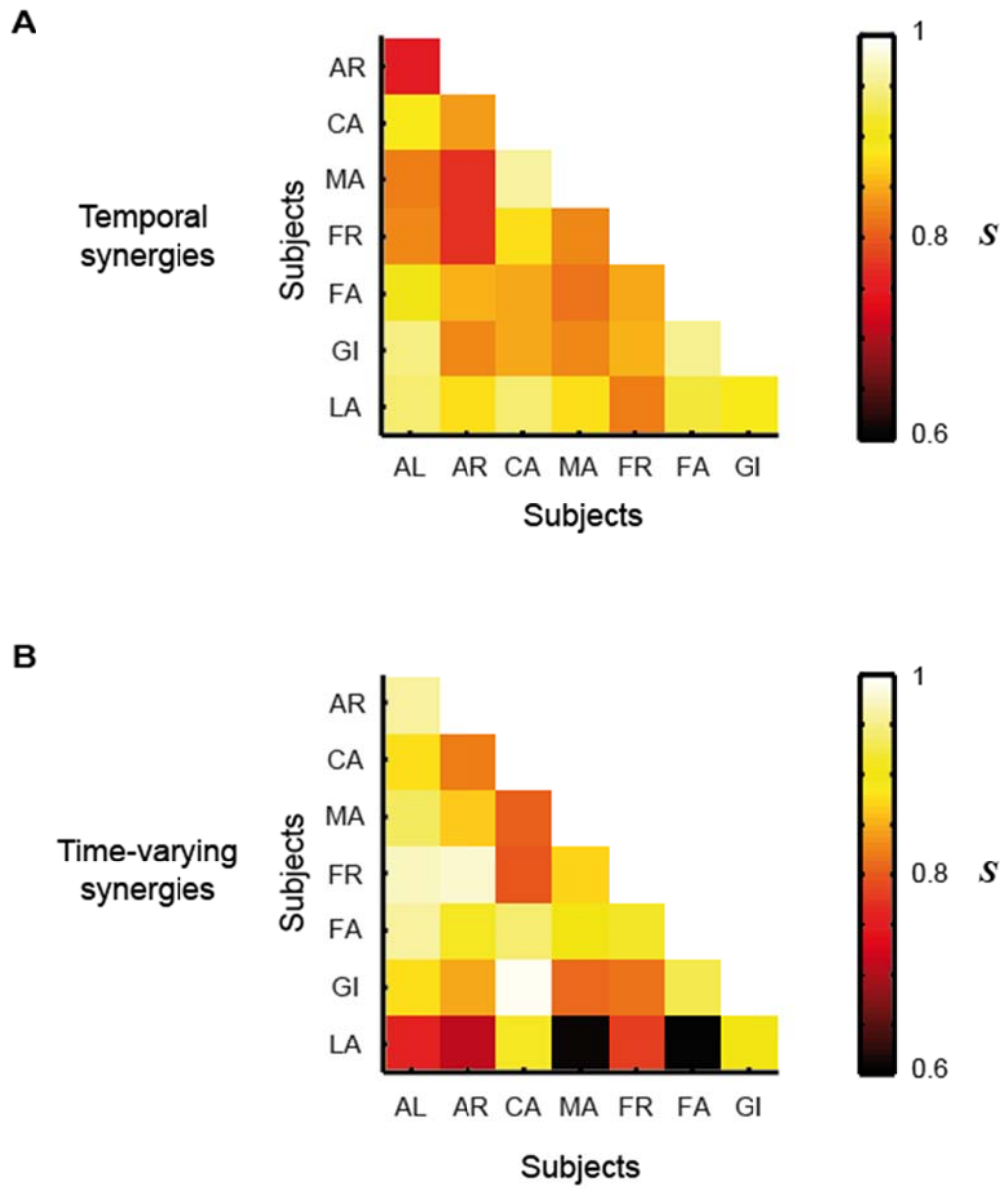 A
Temporal
synergies
Subjects
AR
CA
MA
FR
FA
GI
LA
AL AR CA MA FR FA GI
Subjects
1
0.8
0.6
S
B
Time-varying
synergies
Subjects
AR
CA
MA
FR
FA
GI
LA
AL AR CA MA FR FA GI
Subjects
1
0.8
0.6
S